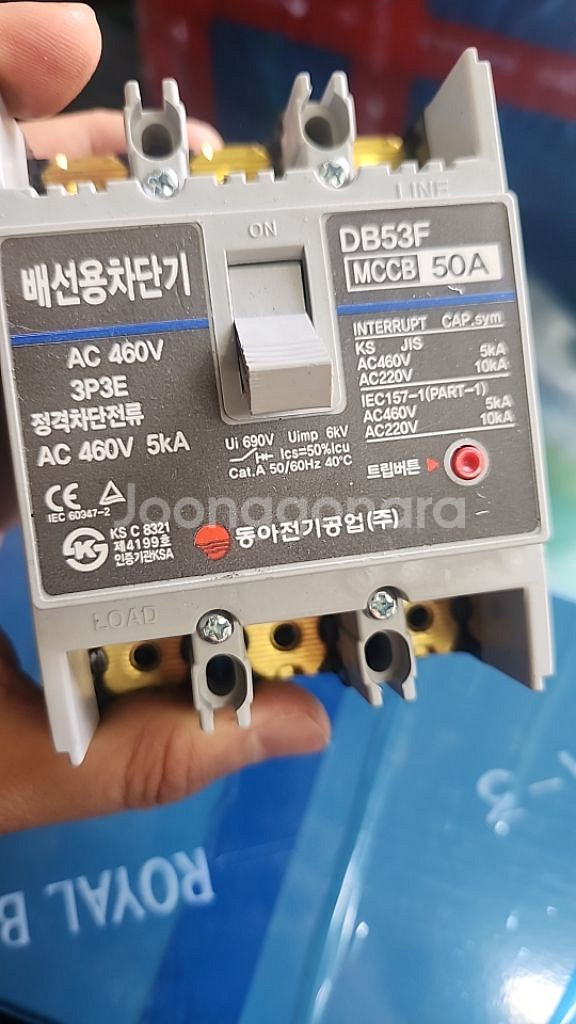 LINE
ON
배선용차단기
AC 460V
3P3E
정격차단전류
AC 460V 5kA
CE
IEC 60347-2
KS C 8321
제4199호
인증기관KSA
DB53F
MCCB 50A
INTERRUPT CAP.sym
KS JIS
AC460V 5kA
AC220V 10kA
IEC157-1(PART-1)
AC460V 5kA
AC220V 10kA
Ui 690V Uimp 6kV
Ics=50%Icu
Cat.A 50/60Hz 40℃
트립버튼
동아전기공업(주)
Joonggonara
LOAD
ROYAL B